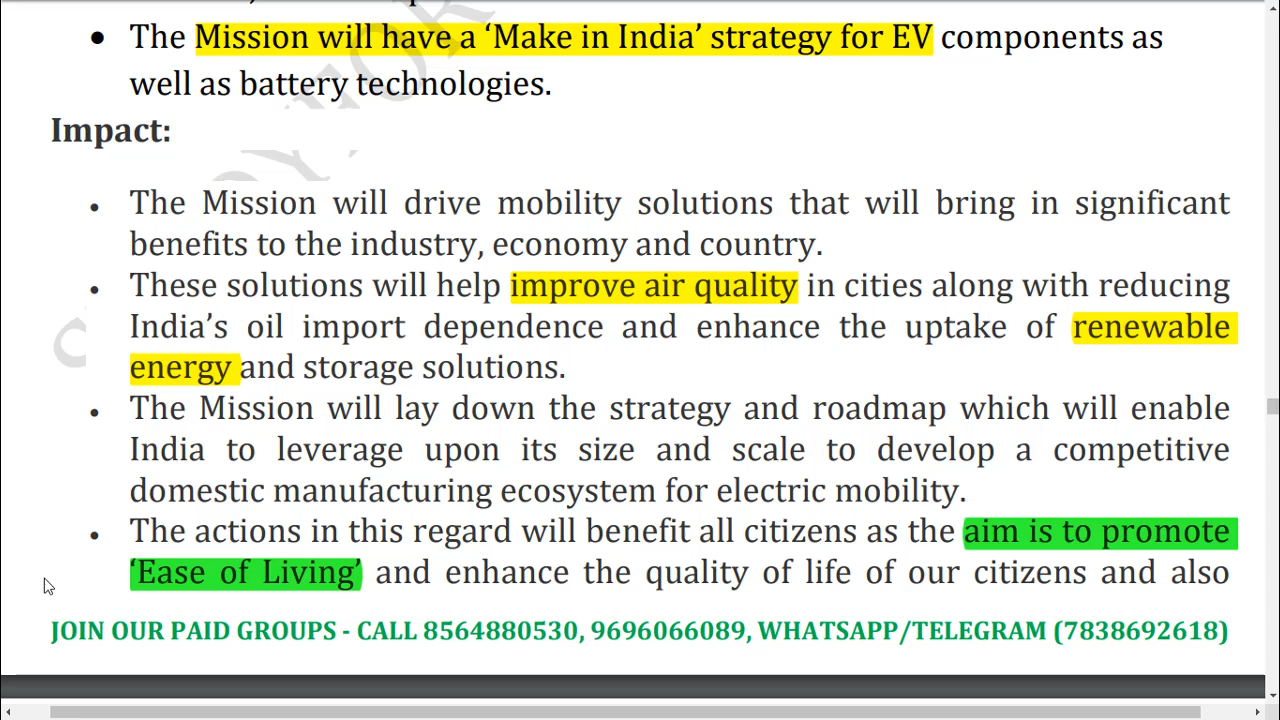 • The Mission will have a ‘Make in India’ strategy for EV components as
well as battery technologies.
Impact:
• The Mission will drive mobility solutions that will bring in significant
benefits to the industry, economy and country.
• These solutions will help improve air quality in cities along with reducing
India’s oil import dependence and enhance the uptake of renewable
energy and storage solutions.
• The Mission will lay down the strategy and roadmap which will enable
India to leverage upon its size and scale to develop a competitive
domestic manufacturing ecosystem for electric mobility.
• The actions in this regard will benefit all citizens as the aim is to promote
‘Ease of Living’ and enhance the quality of life of our citizens and also
JOIN OUR PAID GROUPS - CALL 8564880530, 9696066089, WHATSAPP/TELEGRAM (7838692618)